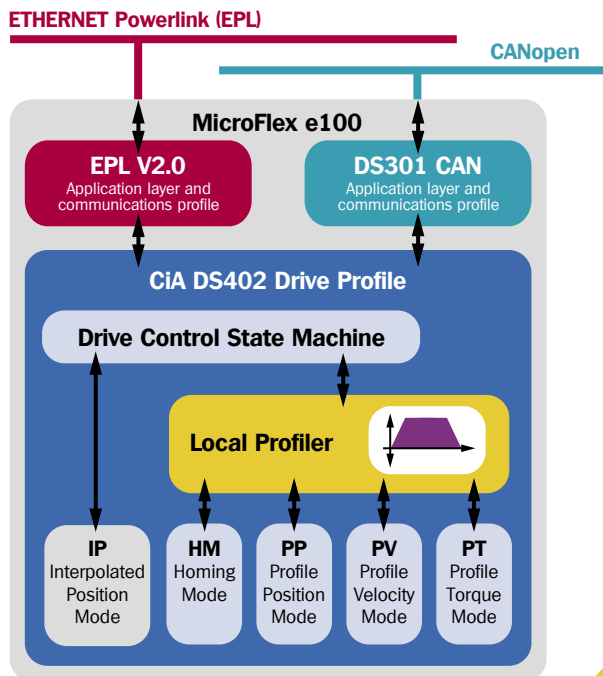 ETHERNET Powerlink (EPL)
CANopen
MicroFlex e100
EPL V2.0
Application layer and
communications profile
DS301 CAN
Application layer and
communications profile
CiA DS402 Drive Profile
Drive Control State Machine
Local Profiler
IP
Interpolated
Position
Mode
HM
Homing
Mode
PP
Profile
Position
Mode
PV
Profile
Velocity
Mode
PT
Profile
Torque
Mode